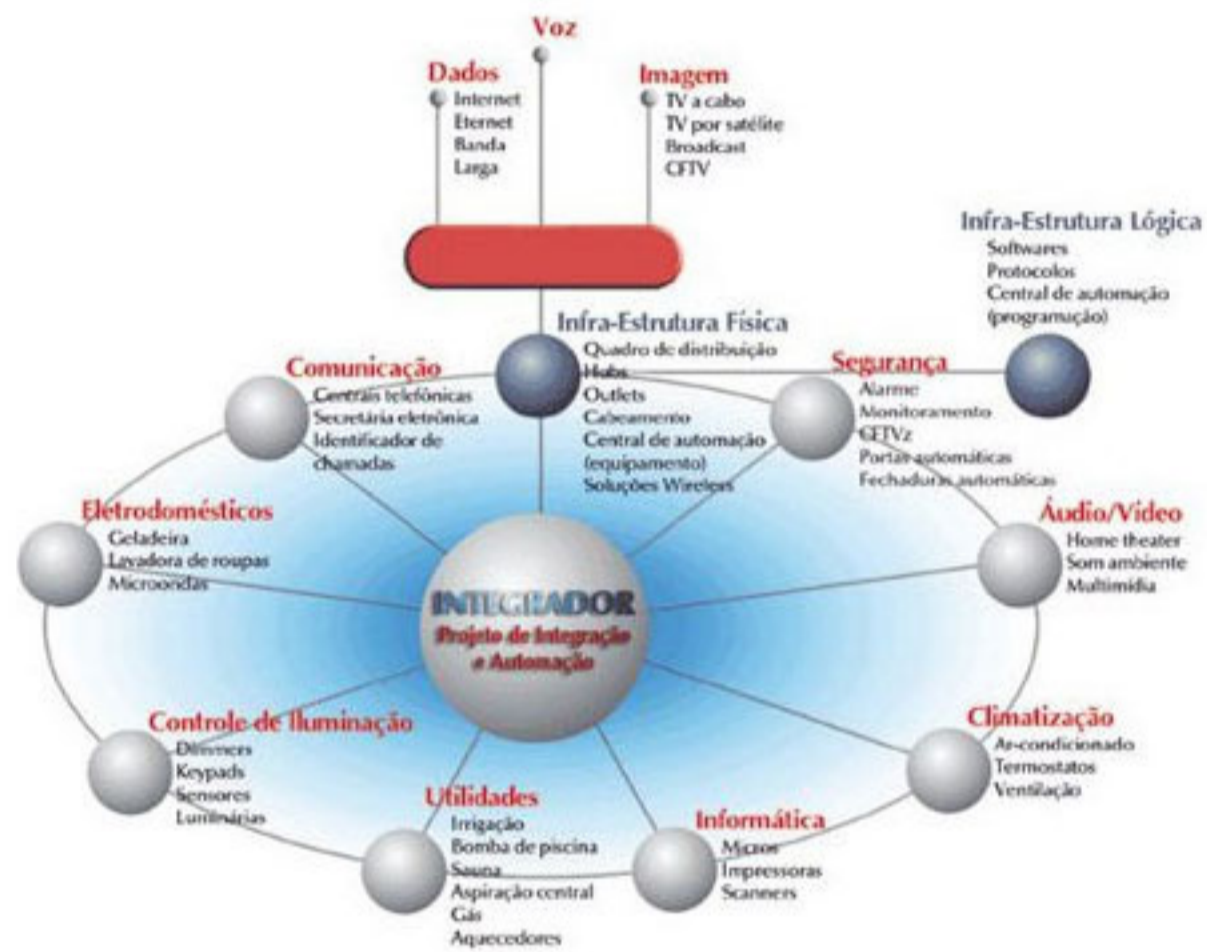 Voz
Dados
Internet
Eternet
Banda
Larga
Imagem
TV a cabo
TV por satélite
Broadcast
CFTV
Infra-Estrutura Lógica
Softwares
Protocolos
Central de automação
(programação)
Infra-Estrutura Física
Quadro de distribuição
Hubs
Outlets
Cabeamento
Central de automação
(equipamento)
Soluções Wireless
Comunicação
Centrais telefônicas
Secretária eletrônica
Identificador de
chamadas
Segurança
Alarme
Monitoramento
CFTVz
Portas automáticas
Fechaduras automáticas
Eletrodomésticos
Geladeira
Lavadora de roupas
Microondas
Áudio/Video
Home theater
Som ambiente
Multimidia
INTEGRADOR
Projeto de Integração
e Automação
Controle de Iluminação
Dimmers
Keypads
Sensores
Luminárias
Climatização
Ar-condicionado
Termostatos
Ventilação
Utilidades
Irrigação
Bomba de piscina
Sauna
Aspiração central
Gás
Aquecedores
Informática
Micros
Impressoras
Scanners